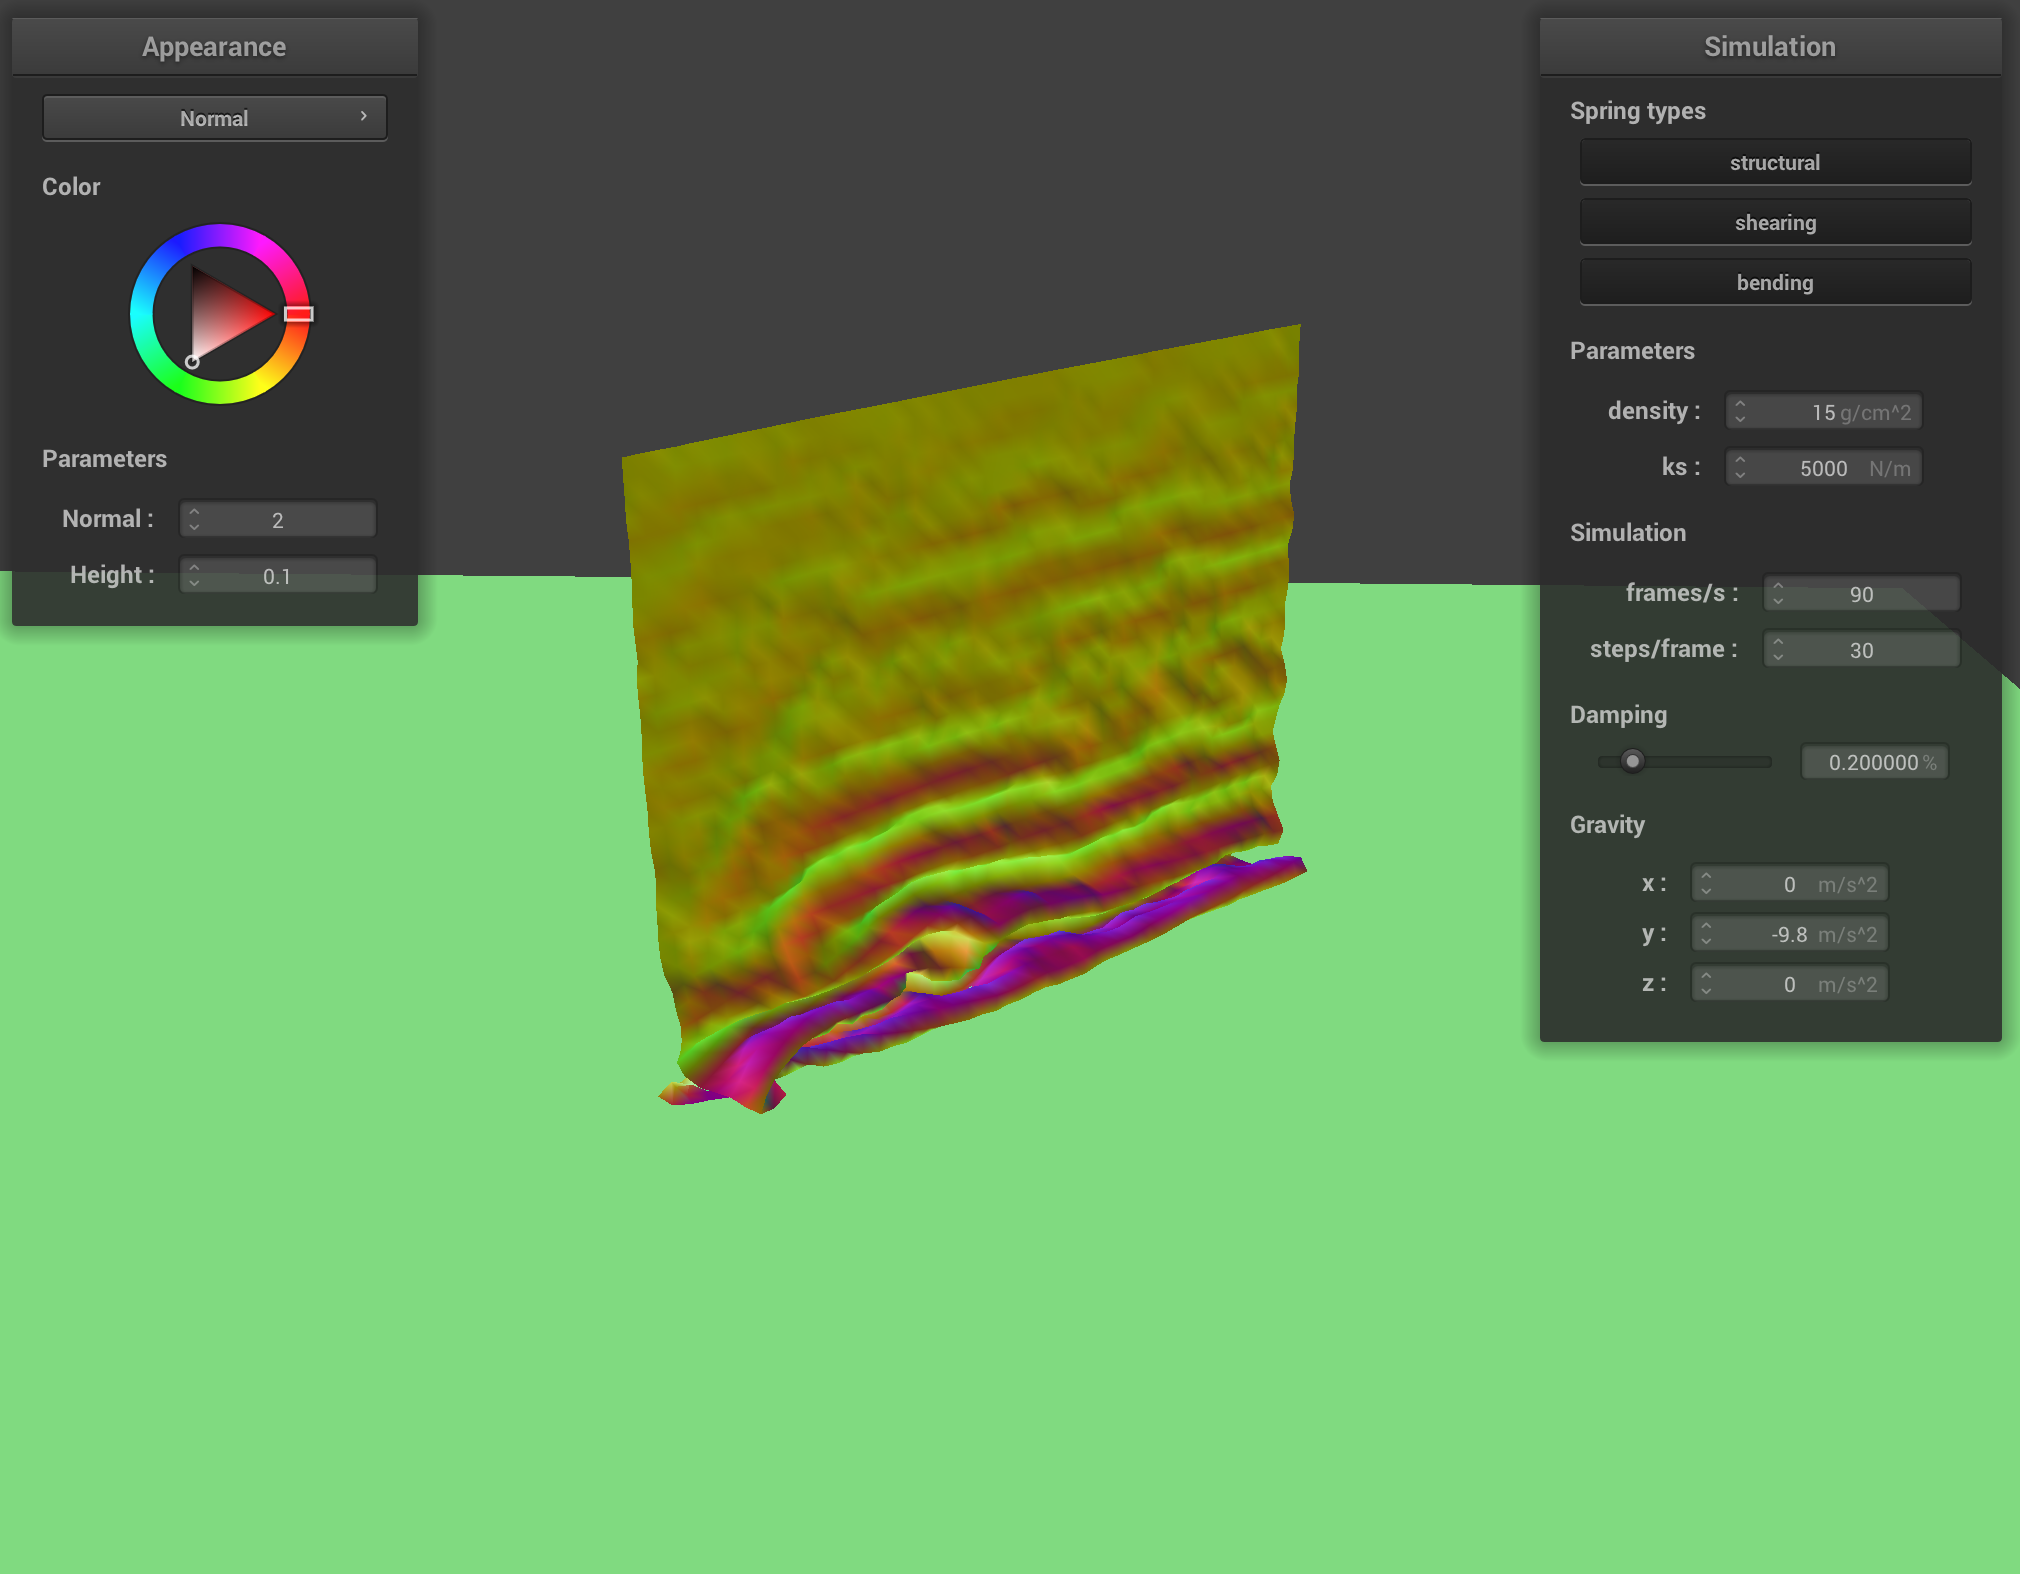 Appearance
Normal
Color
Parameters
Normal : 2
Height : 0.1
Simulation
Spring types
structural
shearing
bending
Parameters
density : 15 g/cm^2
ks : 5000 N/m
Simulation
frames/s : 90
steps/frame : 30
Damping
0.200000 %
Gravity
x : 0 m/s^2
y : -9.8 m/s^2
z : 0 m/s^2